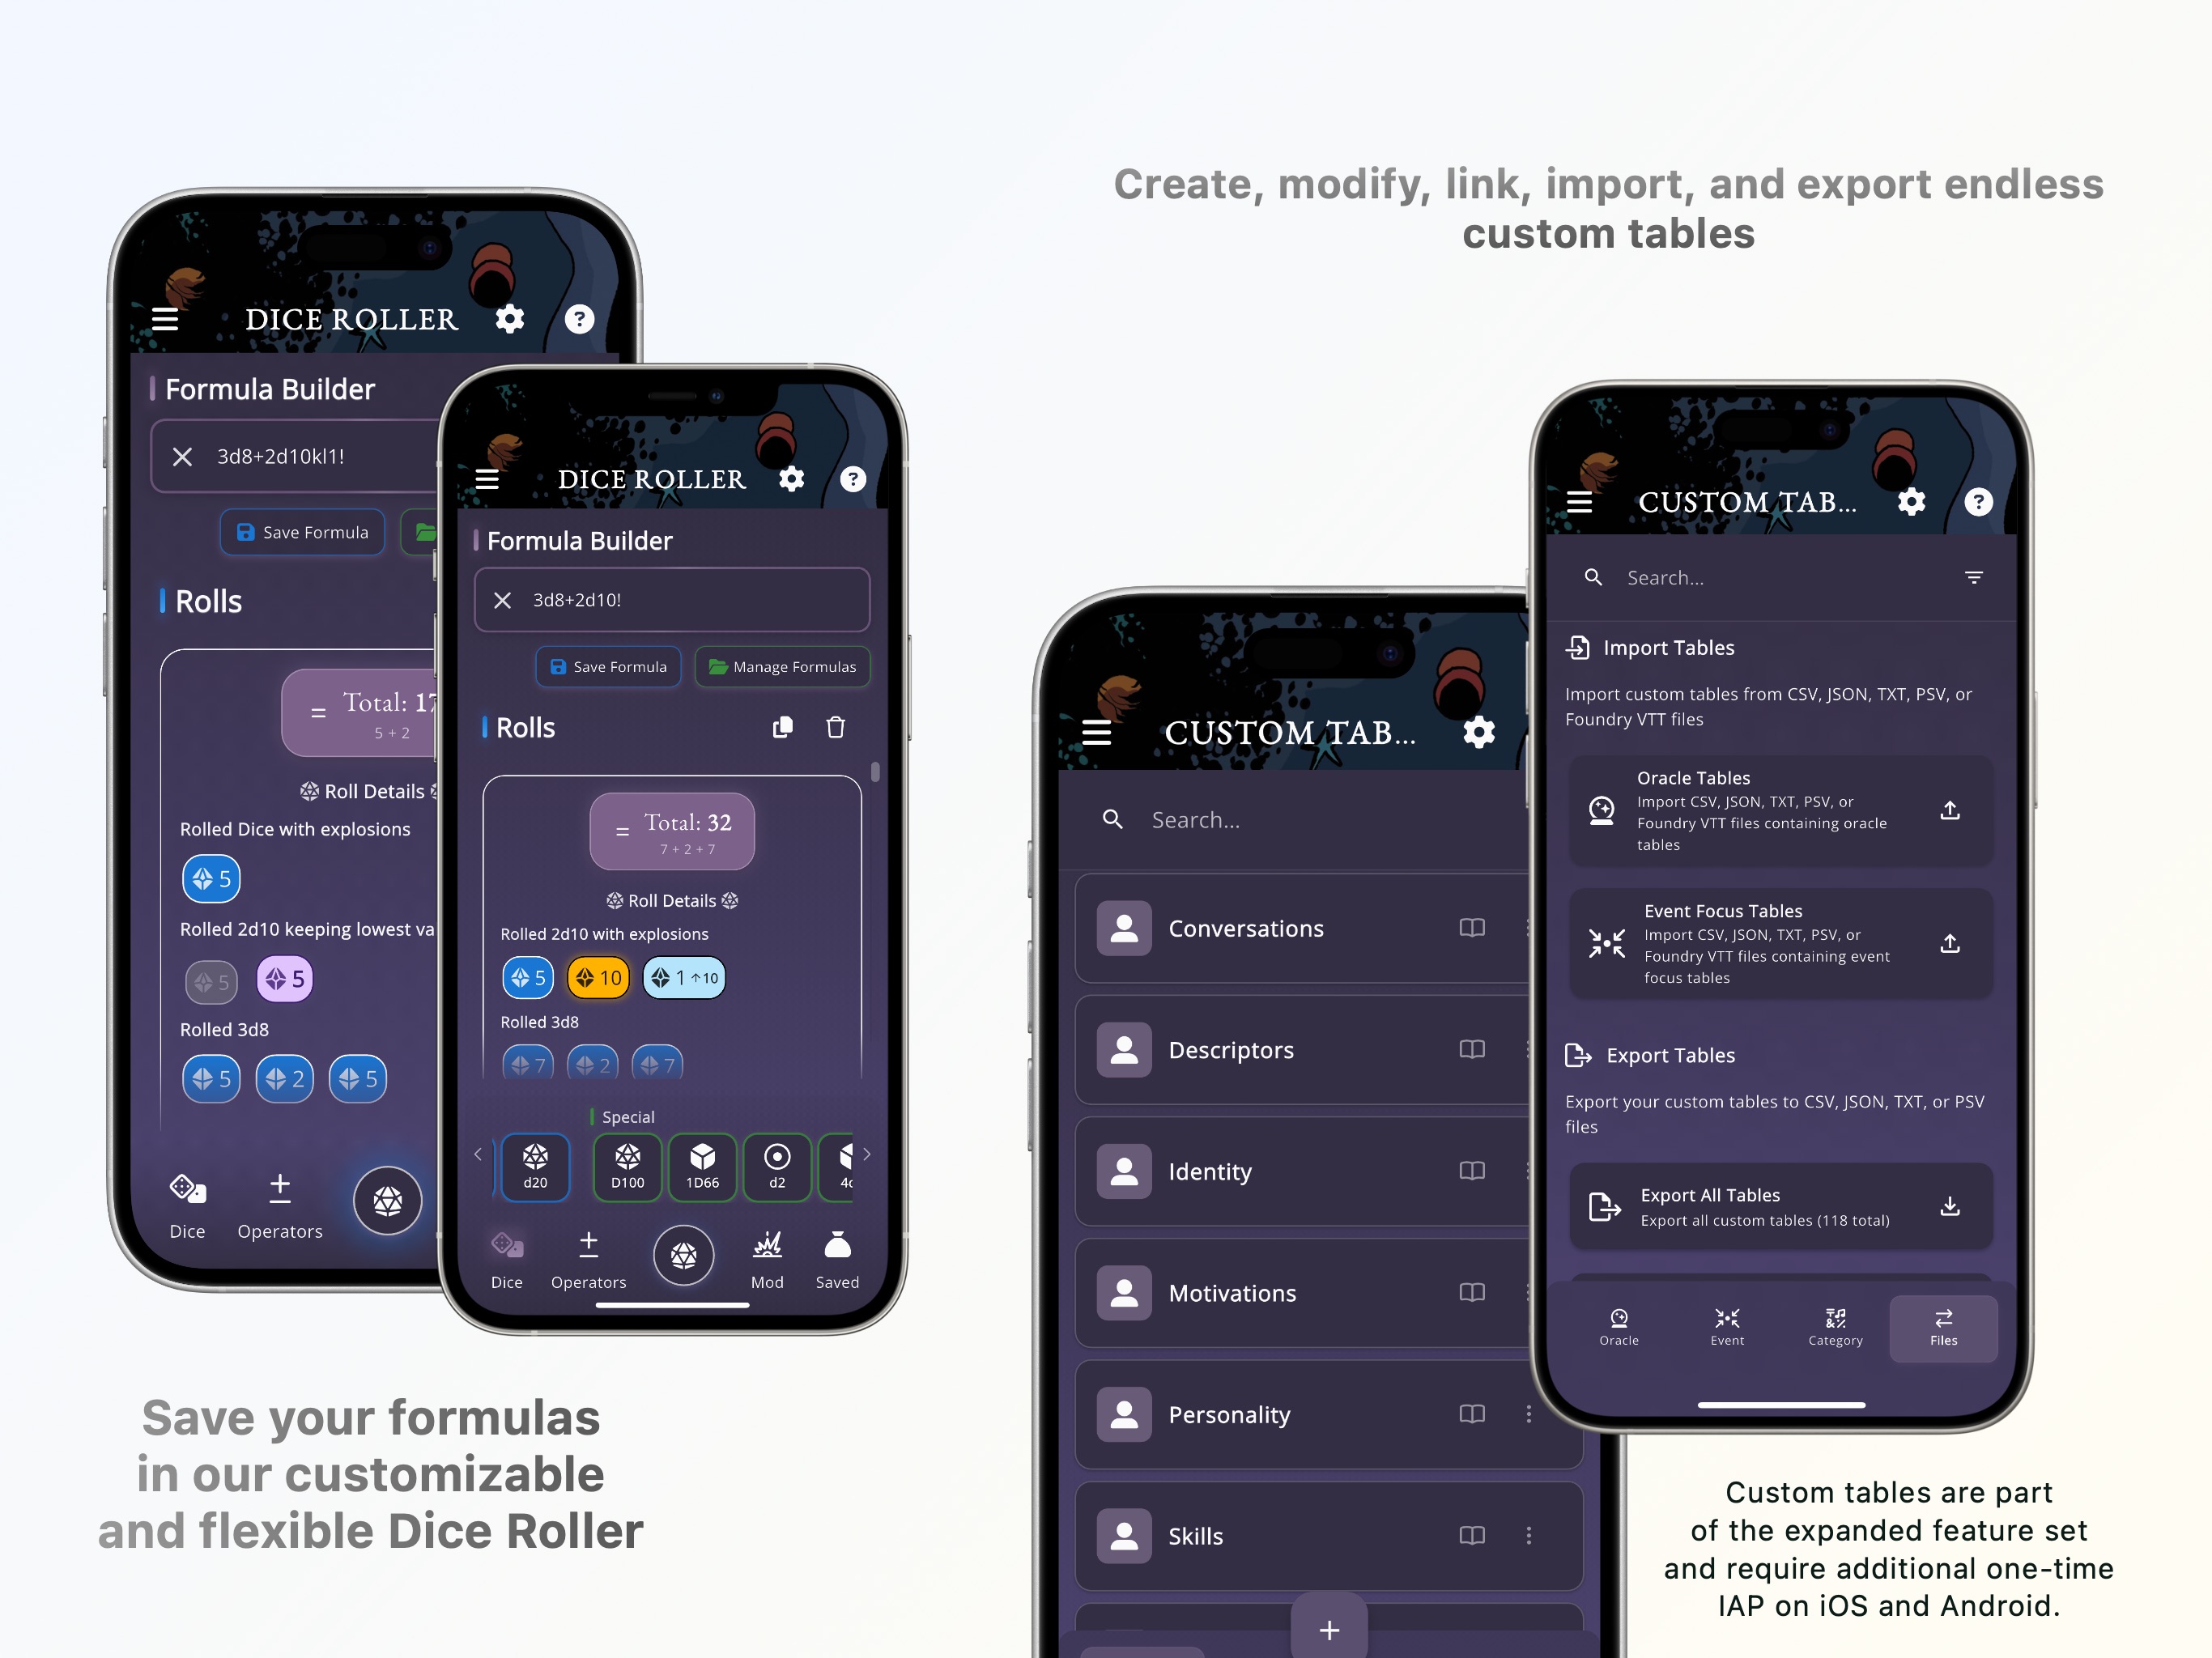 Create, modify, link, import, and export endless
custom tables
DICE ROLLER
?
Formula Builder
3d8+2d10kl1!
Save Formula
Rolls
= Total: 17
5 + 2
Roll Details
Rolled Dice with explosions
5
Rolled 2d10 keeping lowest va
5 5
Rolled 3d8
5 2 5
Dice Operators
DICE ROLLER
?
Formula Builder
3d8+2d10!
Save Formula Manage Formulas
Rolls
= Total: 32
7 + 2 + 7
Roll Details
Rolled 2d10 with explosions
5 10 1 ↑10
Rolled 3d8
7 2 7
Special
d20 D100 1D66 d2
Dice Operators Mod Saved
Save your formulas
in our customizable
and flexible Dice Roller
CUSTOM TAB...
Search...
Conversations
Descriptors
Identity
Motivations
Personality
Skills
+
CUSTOM TAB...
?
Search...
Import Tables
Import custom tables from CSV, JSON, TXT, PSV, or
Foundry VTT files
Oracle Tables
Import CSV, JSON, TXT, PSV, or
Foundry VTT files containing oracle
tables
Event Focus Tables
Import CSV, JSON, TXT, PSV, or
Foundry VTT files containing event
focus tables
Export Tables
Export your custom tables to CSV, JSON, TXT, or PSV
files
Export All Tables
Export all custom tables (118 total)
Oracle Event Category Files
Custom tables are part
of the expanded feature set
and require additional one-time
IAP on iOS and Android.